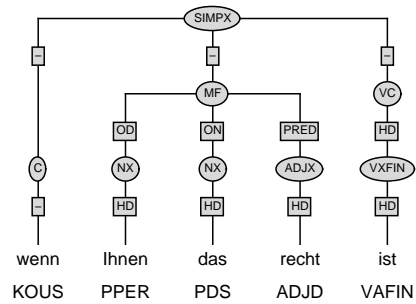 SIMPX
– – –
MF VC
OD ON PRED HD
C NX NX ADJX VXFIN
– HD HD HD HD
wenn Ihnen das recht ist
KOUS PPER PDS ADJD VAFIN